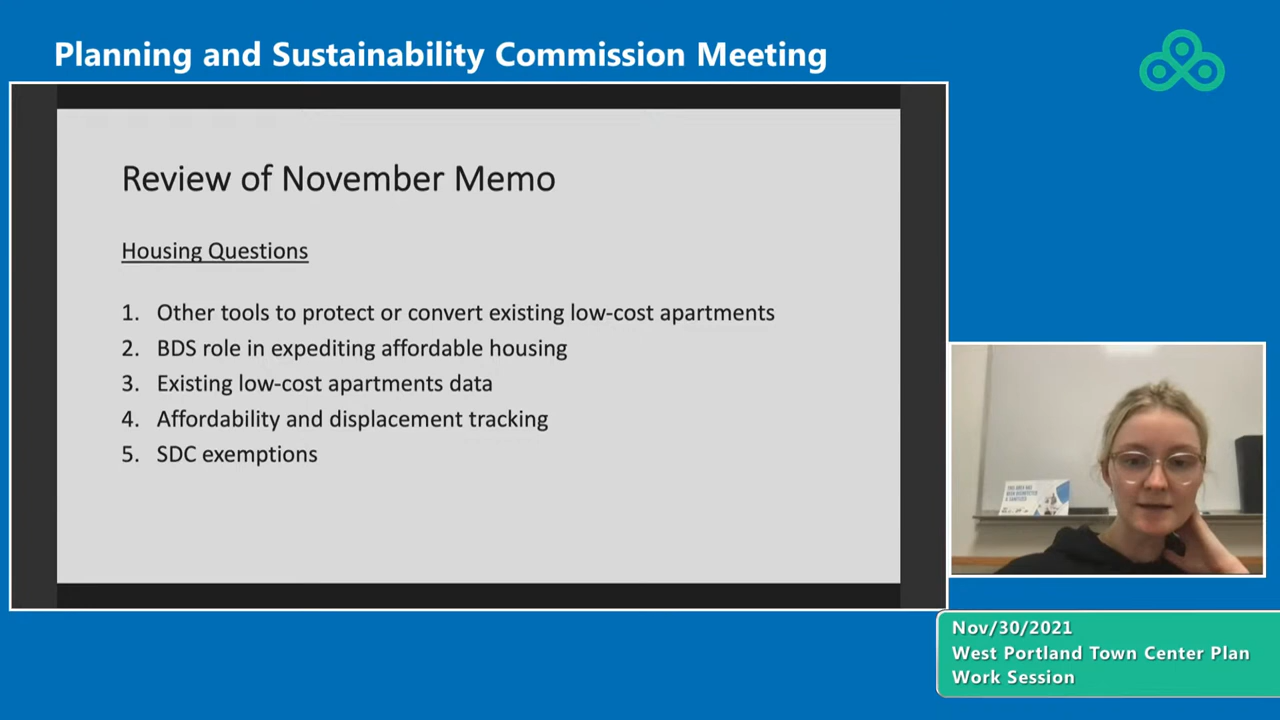 Planning and Sustainability Commission Meeting
Review of November Memo
Housing Questions
1. Other tools to protect or convert existing low-cost apartments
2. BDS role in expediting affordable housing
3. Existing low-cost apartments data
4. Affordability and displacement tracking
5. SDC exemptions
Nov/30/2021
West Portland Town Center Plan
Work Session